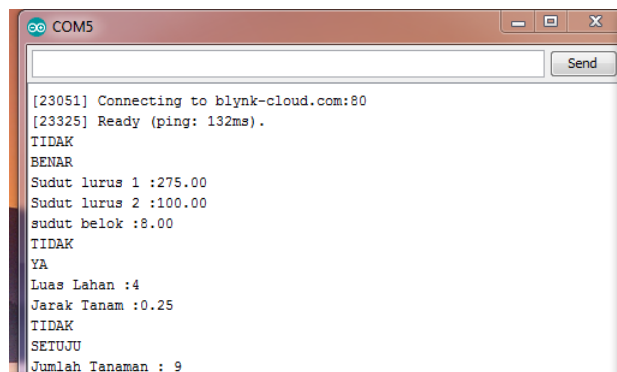 COM5
Send
[23051] Connecting to blynk-cloud.com:80
[23325] Ready (ping: 132ms).
TIDAK
BENAR
Sudut lurus 1 :275.00
Sudut lurus 2 :100.00
sudut belok :8.00
TIDAK
YA
Luas Lahan :4
Jarak Tanam :0.25
TIDAK
SETUJU
Jumlah Tanaman : 9